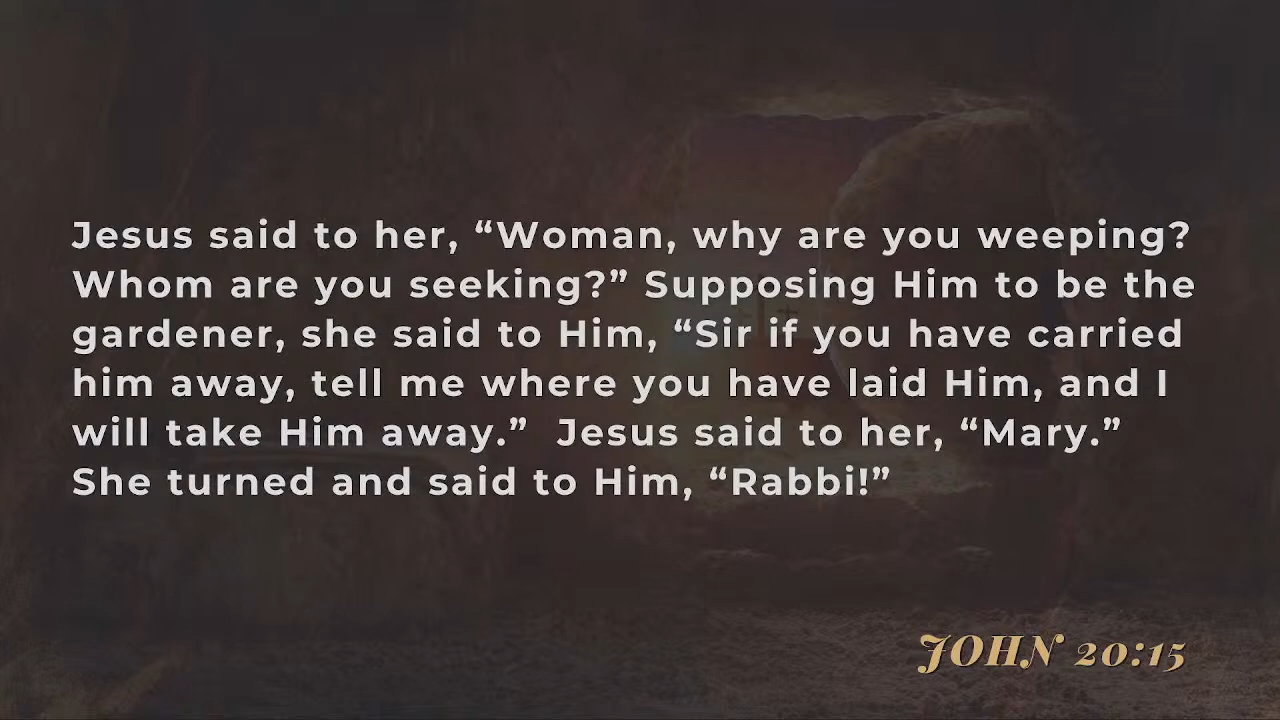 Jesus said to her, “Woman, why are you weeping?
Whom are you seeking?” Supposing Him to be the
gardener, she said to Him, “Sir if you have carried
him away, tell me where you have laid Him, and I
will take Him away.”  Jesus said to her, “Mary.”
She turned and said to Him, “Rabbi!”
JOHN 20:15